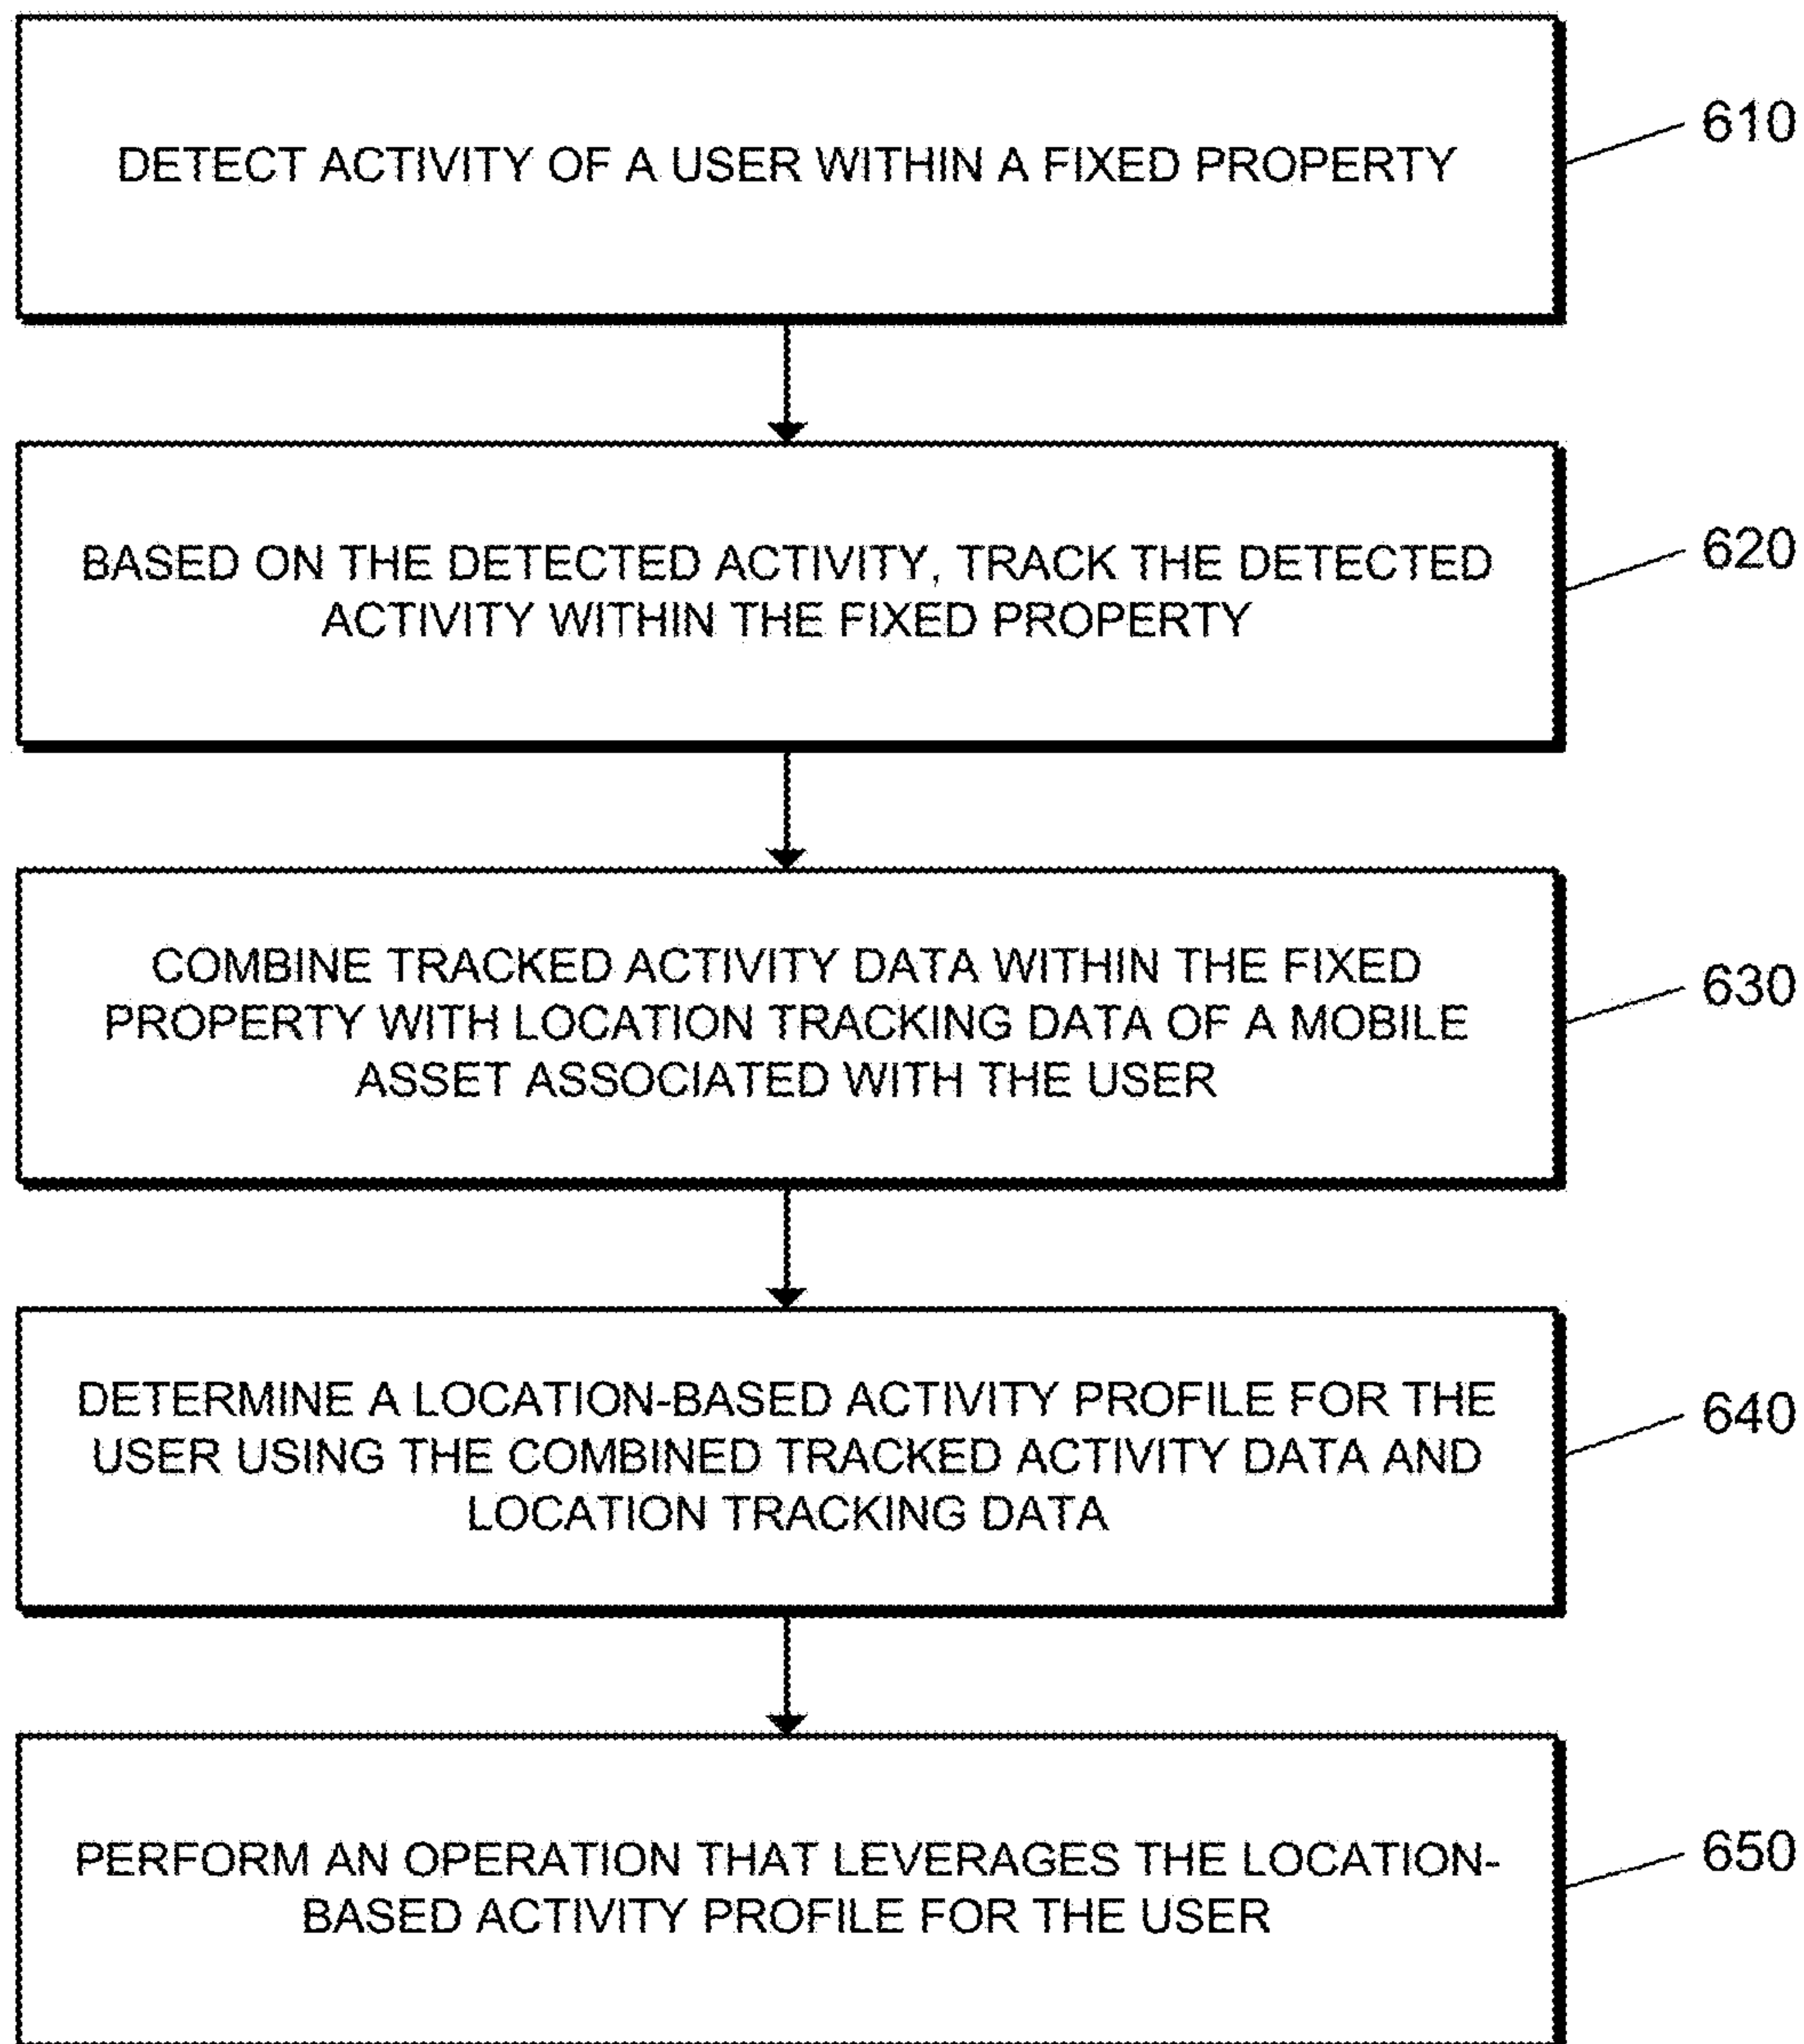 DETECT ACTIVITY OF A USER WITHIN A FIXED PROPERTY
610
BASED ON THE DETECTED ACTIVITY, TRACK THE DETECTED
ACTIVITY WITHIN THE FIXED PROPERTY
620
COMBINE TRACKED ACTIVITY DATA WITHIN THE FIXED
PROPERTY WITH LOCATION TRACKING DATA OF A MOBILE
ASSET ASSOCIATED WITH THE USER
630
DETERMINE A LOCATION-BASED ACTIVITY PROFILE FOR THE
USER USING THE COMBINED TRACKED ACTIVITY DATA AND
LOCATION TRACKING DATA
640
PERFORM AN OPERATION THAT LEVERAGES THE LOCATION-
BASED ACTIVITY PROFILE FOR THE USER
650